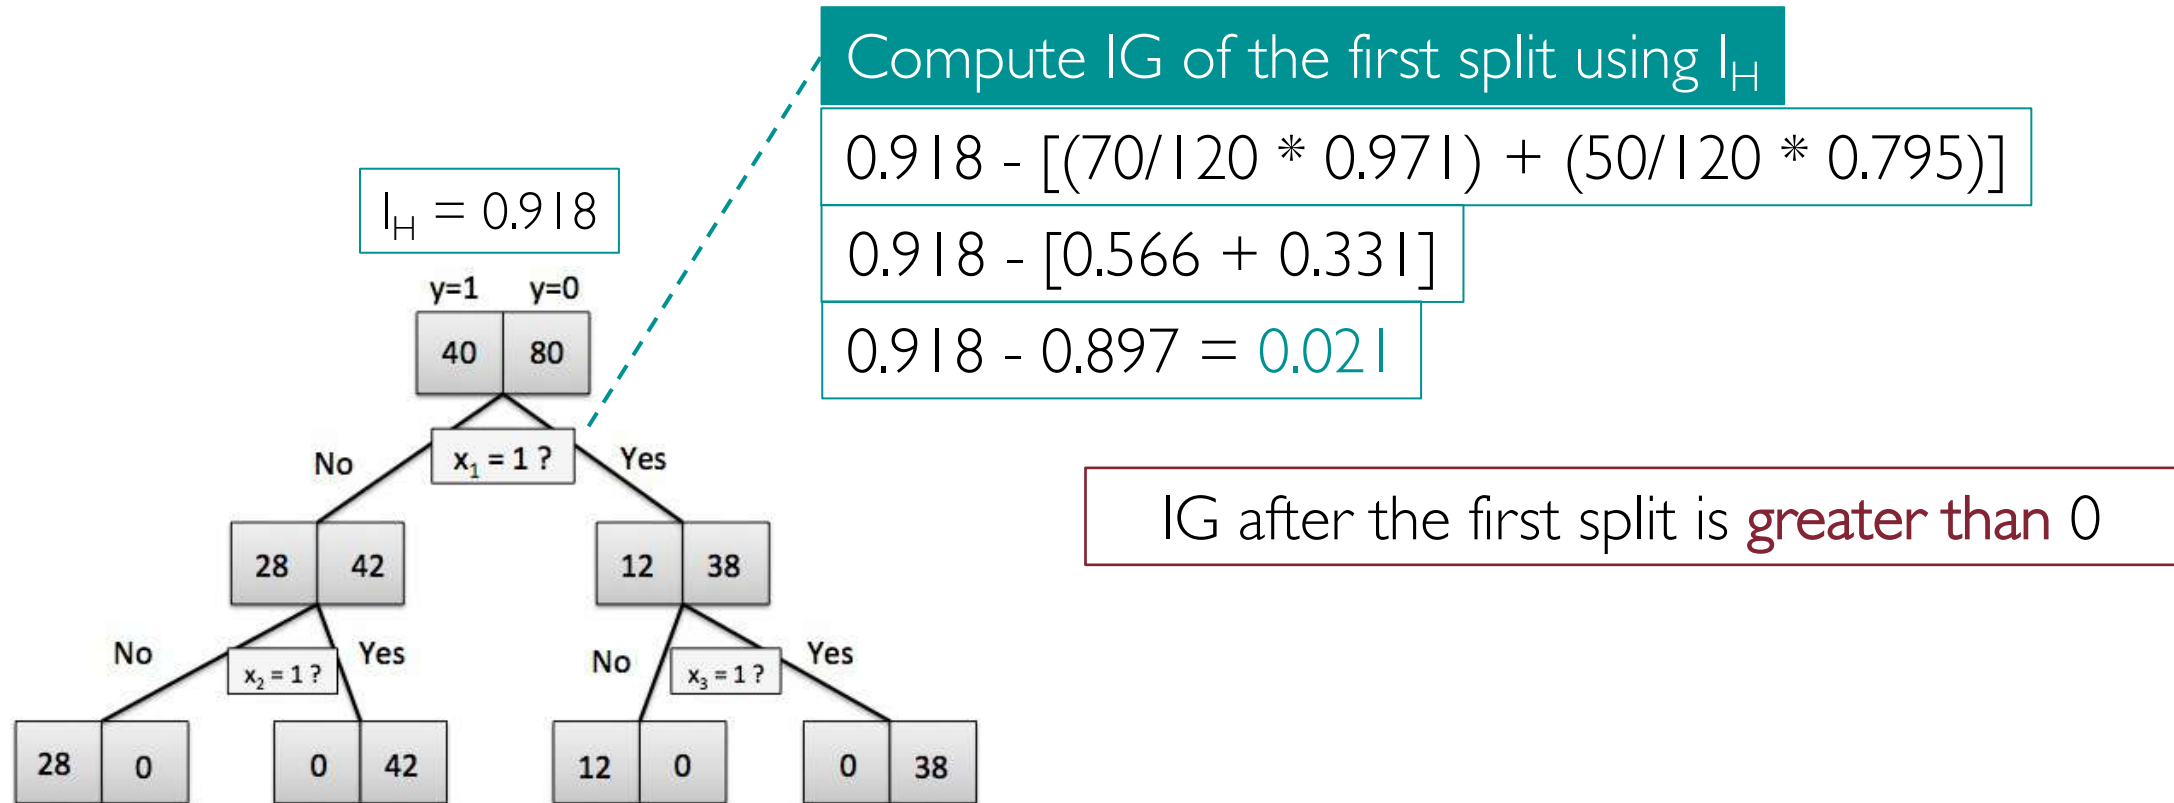 Compute IG of the first split using I_H
0.918 - [(70/120 * 0.971) + (50/120 * 0.795)]
I_H = 0.918
0.918 - [0.566 + 0.331]
0.918 - 0.897 = 0.021
y=1 y=0
40 80
No x₁ = 1 ? Yes
IG after the first split is greater than 0
28 42 12 38
No x₂ = 1 ? Yes No x₃ = 1 ? Yes
28 0 0 42 12 0 0 38